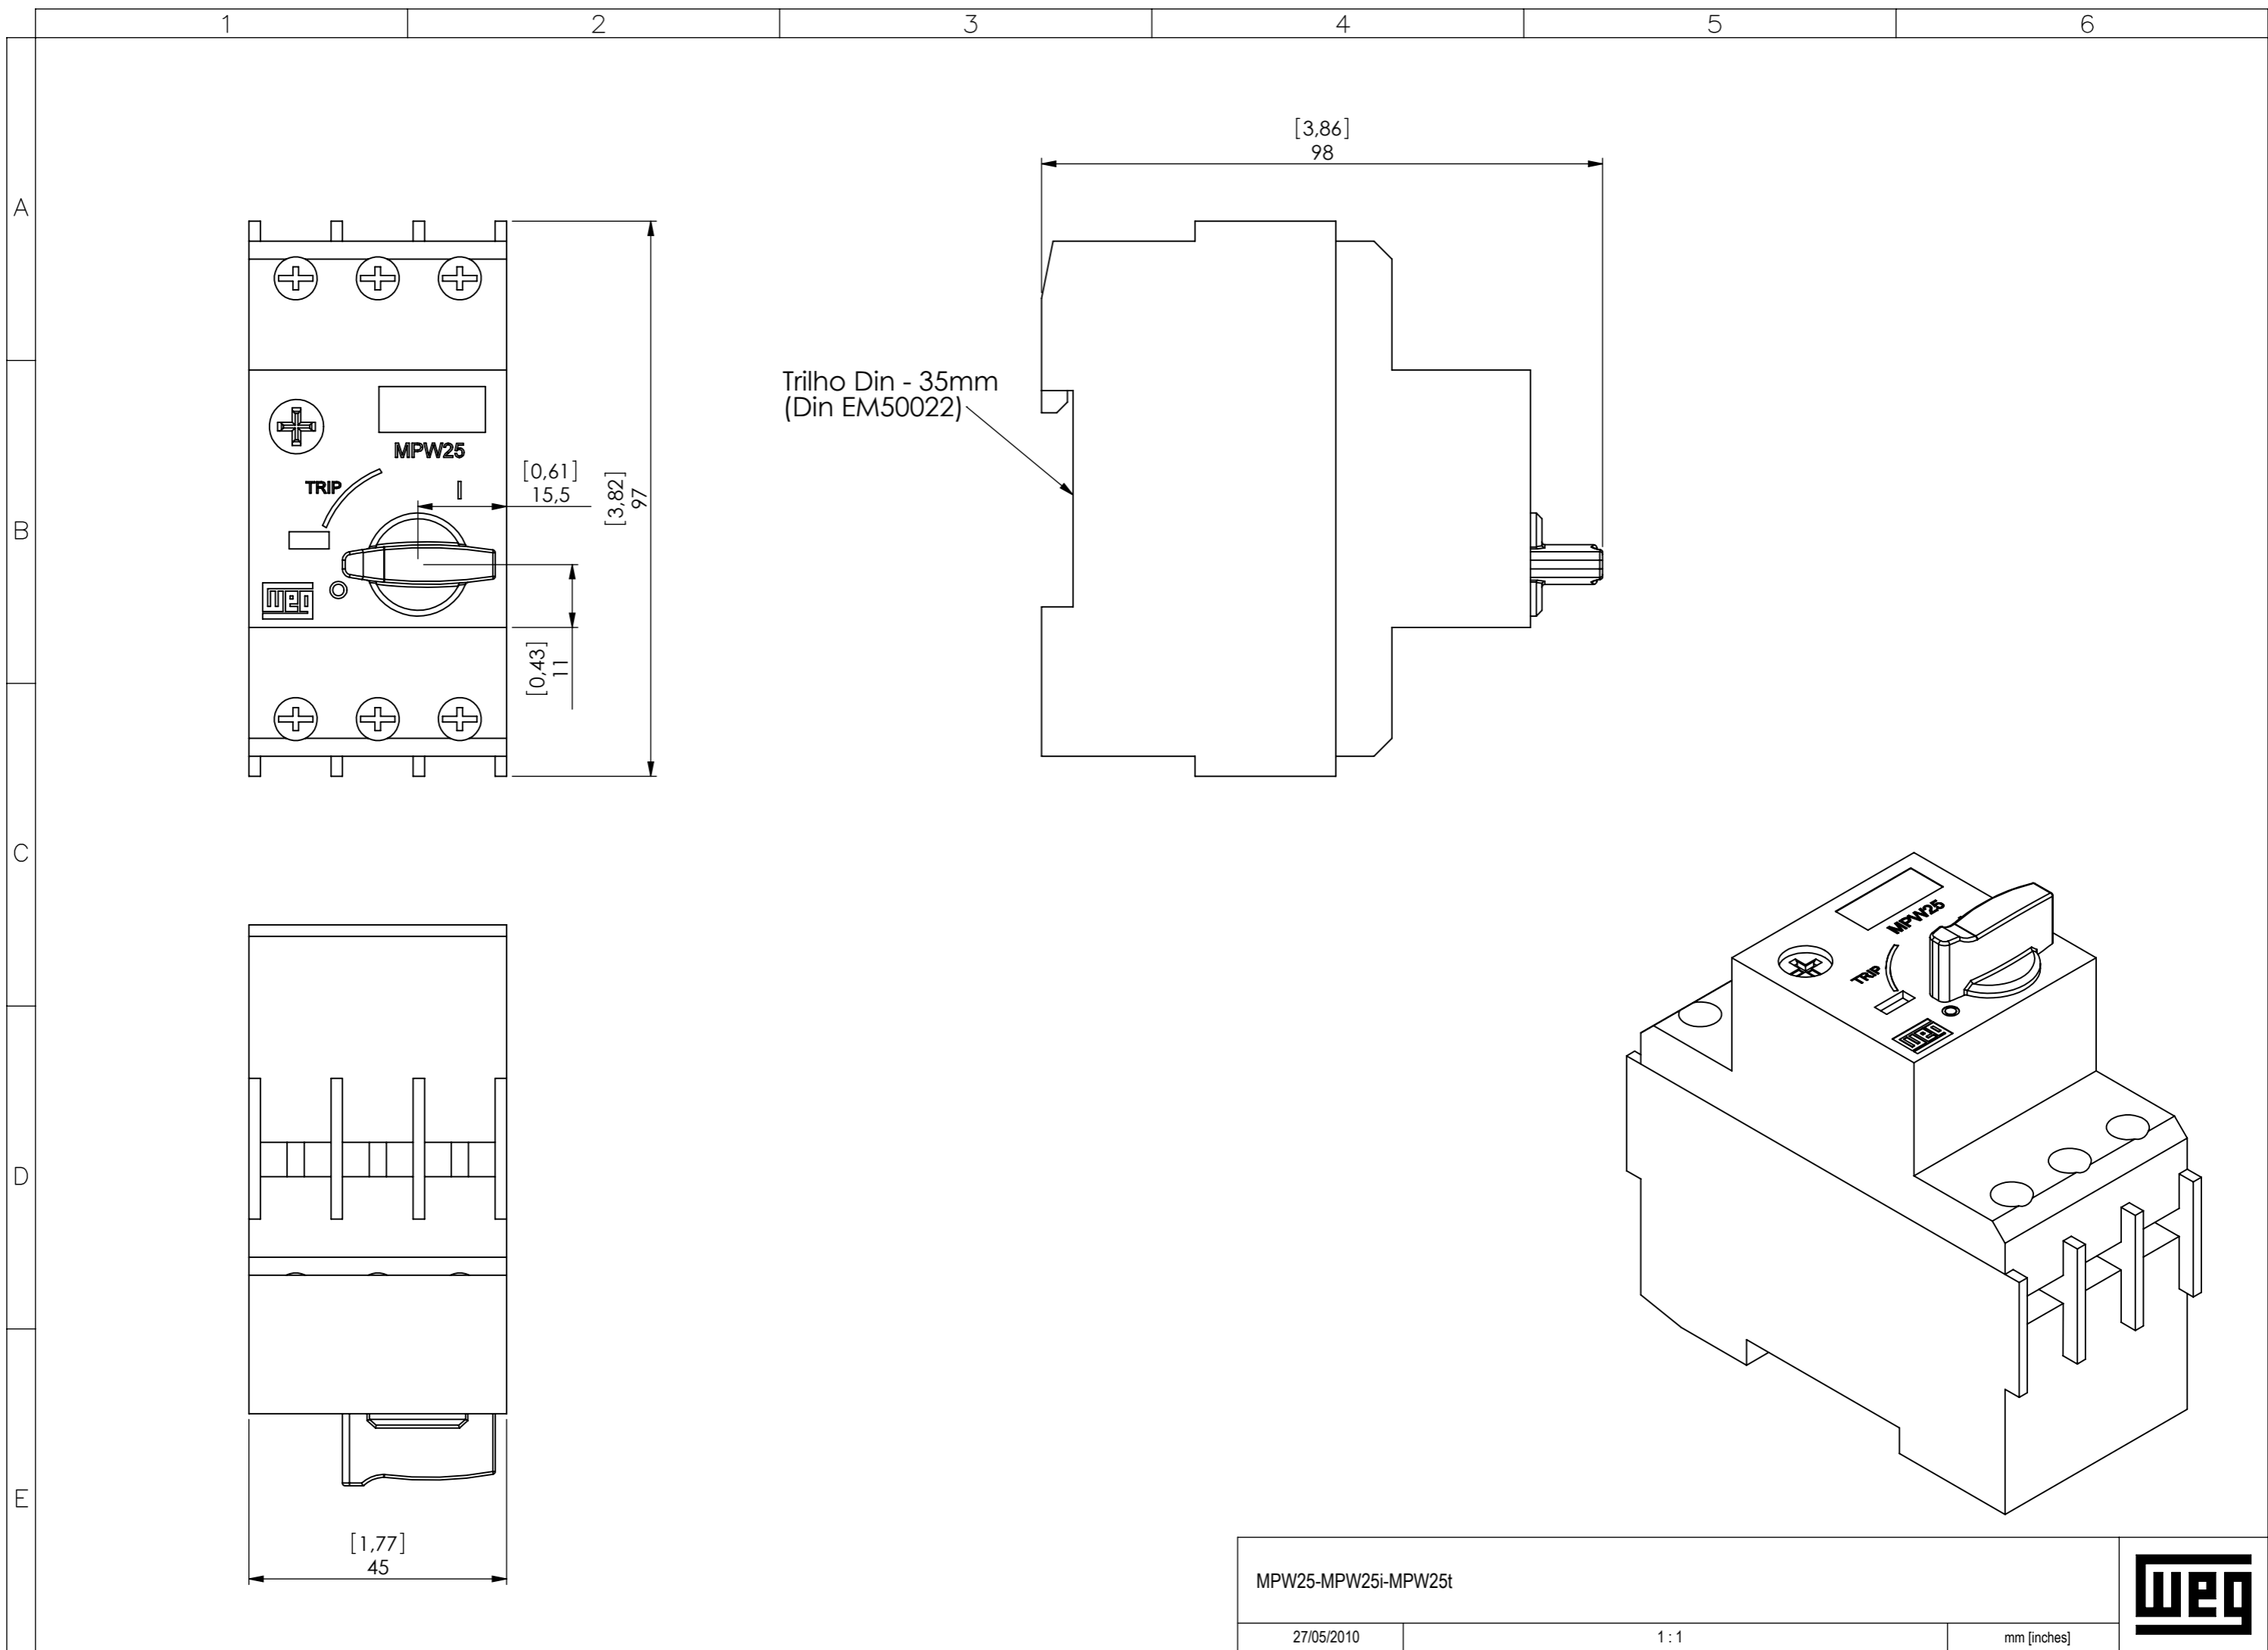 1 2 3 4 5 6
A
B
C
D
E
MPW25
TRIP
I
weg
[0,61]
15,5
[3,82]
97
[0,43]
11
[3,86]
98
Trilho Din - 35mm
(Din EM50022)
[1,77]
45
MPW25
TRIP
weg
MPW25-MPW25i-MPW25t
27/05/2010 1 : 1 mm [inches]
weg